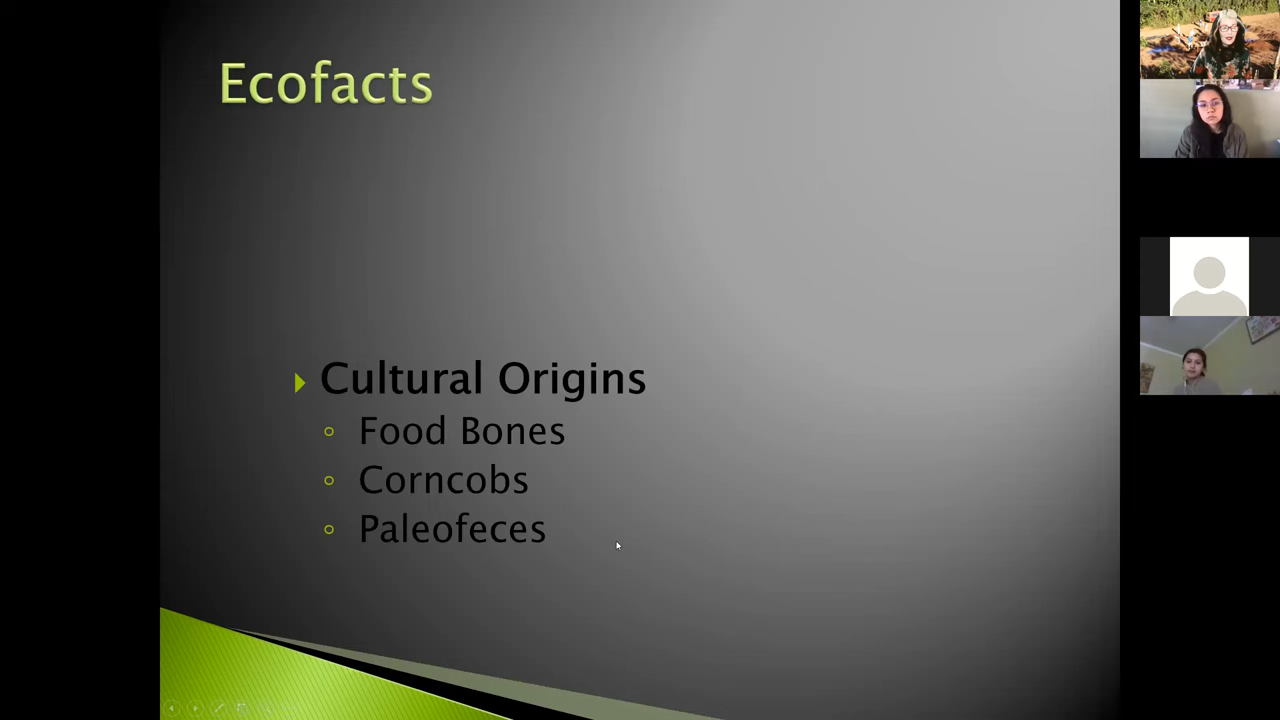 Ecofacts
Cultural Origins
Food Bones
Corncobs
Paleofeces